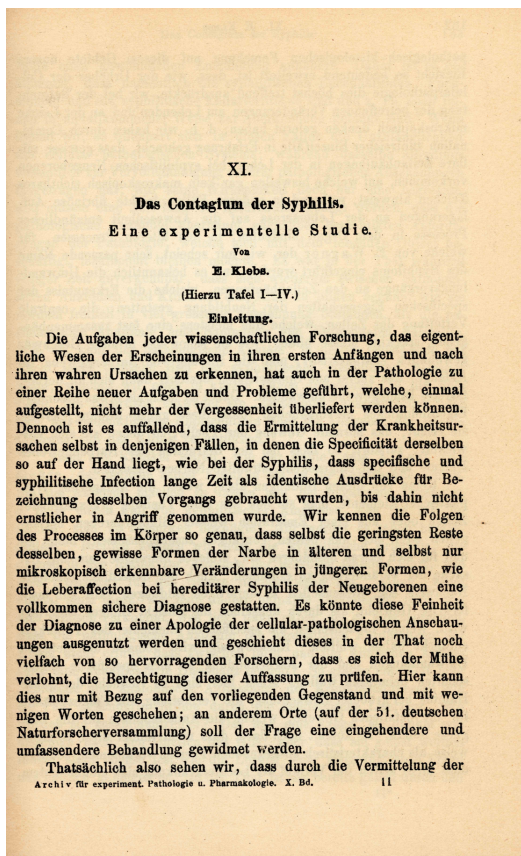 XI.
Das Contagium der Syphilis.
Eine experimentelle Studie.
Von
E. Klebs.
(Hierzu Tafel I—IV.)
Einleitung.
Die Aufgaben jeder wissenschaftlichen Forschung, das eigent-
liche Wesen der Erscheinungen in ihren ersten Anfängen und nach
ihren wahren Ursachen zu erkennen, hat auch in der Pathologie zu
einer Reihe neuer Aufgaben und Probleme geführt, welche, einmal
aufgestellt, nicht mehr der Vergessenheit überliefert werden können.
Dennoch ist es auffallend, dass die Ermittelung der Krankheitsur-
sachen selbst in denjenigen Fällen, in denen die Specificität derselben
so auf der Hand liegt, wie bei der Syphilis, dass specifische und
syphilitische Infection lange Zeit als identische Ausdrücke für Be-
zeichnung desselben Vorgangs gebraucht wurden, bis dahin nicht
ernstlicher in Angriff genommen wurde. Wir kennen die Folgen
des Processes im Körper so genau, dass selbst die geringsten Reste
desselben, gewisse Formen der Narbe in älteren und selbst nur
mikroskopisch erkennbare Veränderungen in jüngeren Formen, wie
die Leberaffection bei hereditärer Syphilis der Neugeborenen eine
vollkommen sichere Diagnose gestatten. Es könnte diese Feinheit
der Diagnose zu einer Apologie der cellular-pathologischen Anschau-
ungen ausgenutzt werden und geschieht dieses in der That noch
vielfach von so hervorragenden Forschern, dass es sich der Mühe
verlohnt, die Berechtigung dieser Auffassung zu prüfen. Hier kann
dies nur mit Bezug auf den vorliegenden Gegenstand und mit we-
nigen Worten geschehen; an anderem Orte (auf der 51. deutschen
Naturforscherversammlung) soll der Frage eine eingehendere und
umfassendere Behandlung gewidmet werden.
Thatsächlich also sehen wir, dass durch die Vermittelung der
Archiv für experiment. Pathologie u. Pharmakologie. X. Bd. 11